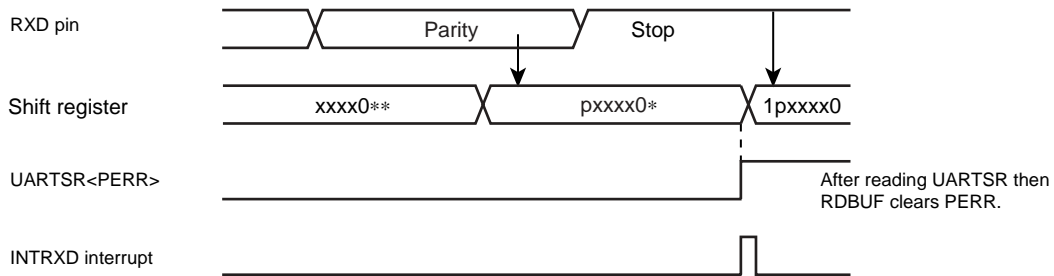 RXD pin
Parity
Stop
Shift register
xxxx0**
pxxxx0*
1pxxxx0
UARTSR<PERR>
After reading UARTSR then
RDBUF clears PERR.
INTRXD interrupt